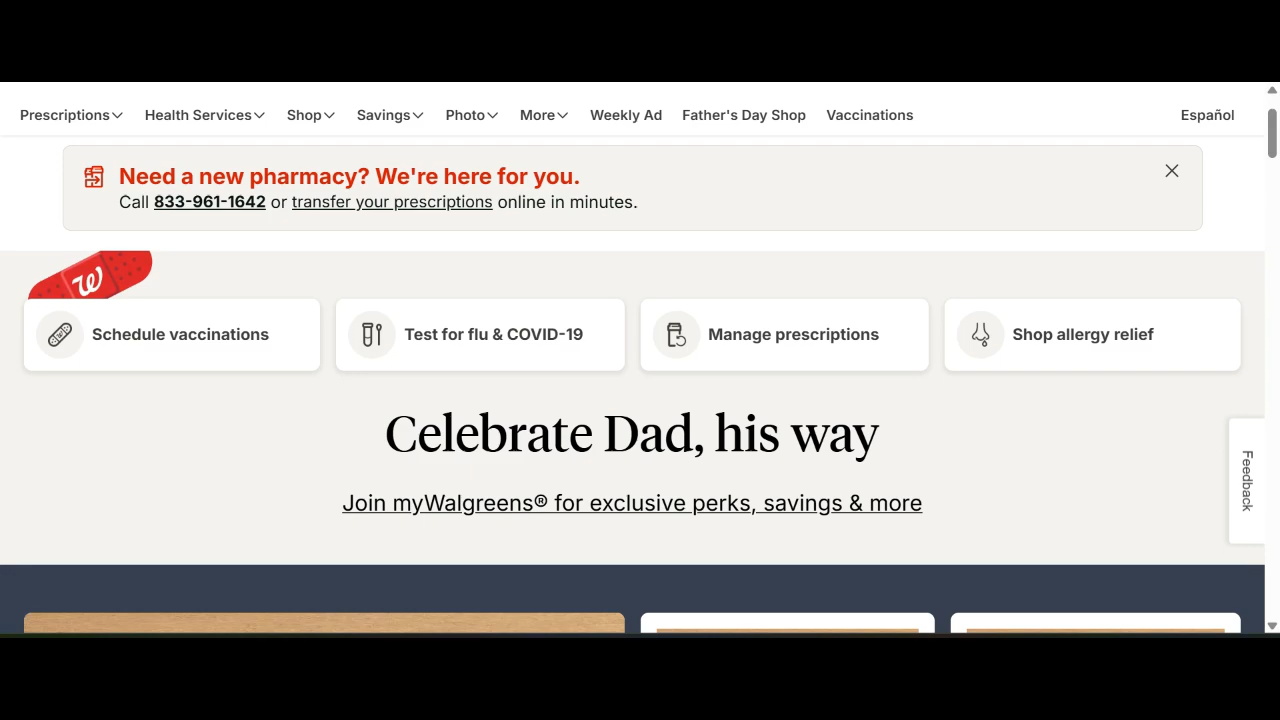 Prescriptions Health Services Shop Savings Photo More Weekly Ad Father's Day Shop Vaccinations Español
Need a new pharmacy? We're here for you.
Call 833-961-1642 or transfer your prescriptions online in minutes.
W
Schedule vaccinations
Test for flu & COVID-19
Manage prescriptions
Shop allergy relief
Celebrate Dad, his way
Join myWalgreens® for exclusive perks, savings & more
Feedback